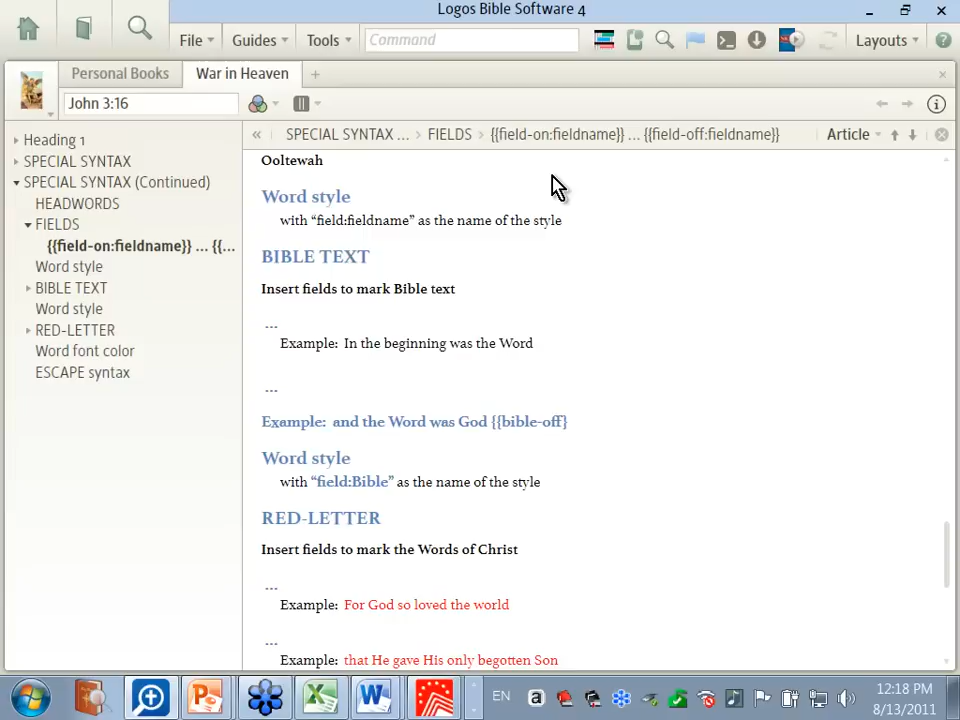 Logos Bible Software 4
File
Guides
Tools
Command
Layouts
Personal Books
War in Heaven
John 3:16
Heading 1
SPECIAL SYNTAX
SPECIAL SYNTAX (Continued)
HEADWORDS
FIELDS
{{field-on:fieldname}} ... {{...
Word style
BIBLE TEXT
Word style
RED-LETTER
Word font color
ESCAPE syntax
SPECIAL SYNTAX ... FIELDS {{field-on:fieldname}} ... {{field-off:fieldname}}
Article
Ooltewah
Word style
with “field:fieldname” as the name of the style
BIBLE TEXT
Insert fields to mark Bible text
...
Example: In the beginning was the Word
...
Example: and the Word was God {{bible-off}
Word style
with “field:Bible” as the name of the style
RED-LETTER
Insert fields to mark the Words of Christ
...
Example: For God so loved the world
...
Example: that He gave His only begotten Son
EN
12:18 PM
8/13/2011